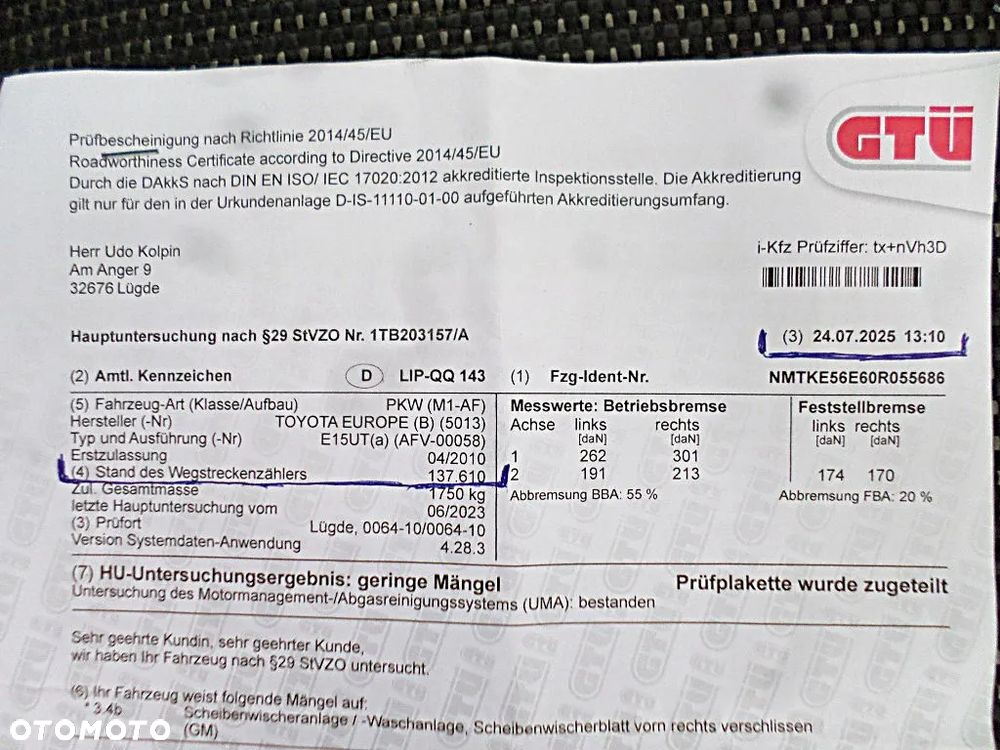 GTÜ
Prüfbescheinigung nach Richtlinie 2014/45/EU
Roadworthiness Certificate according to Directive 2014/45/EU
Durch die DAkkS nach DIN EN ISO/ IEC 17020:2012 akkreditierte Inspektionsstelle. Die Akkreditierung
gilt nur für den in der Urkundenanlage D-IS-11110-01-00 aufgeführten Akkreditierungsumfang.
Herr Udo Kolpin
Am Anger 9
32676 Lügde
i-Kfz Prüfziffer: tx+nVh3D
Hauptuntersuchung nach §29 StVZO Nr. 1TB203157/A
(3) 24.07.2025 13:10
(2) Amtl. Kennzeichen D LIP-QQ 143 (1) Fzg-Ident-Nr. NMTKE56E60R055686
(5) Fahrzeug-Art (Klasse/Aufbau) PKW (M1-AF)
Hersteller (-Nr) TOYOTA EUROPE (B) (5013)
Typ und Ausführung (-Nr) E15UT(a) (AFV-00058)
Erstzulassung 04/2010
(4) Stand des Wegstreckenzählers 137.610
Zul. Gesamtmasse 1750 kg
letzte Hauptuntersuchung vom 06/2023
(3) Prüfort Lügde, 0064-10/0064-10
Version Systemdaten-Anwendung 4.28.3
Messwerte: Betriebsbremse
Achse links rechts
[daN] [daN]
1 262 301
2 191 213
Abbremsung BBA: 55 %
Feststellbremse
links rechts
[daN] [daN]
174 170
Abbremsung FBA: 20 %
(7) HU-Untersuchungsergebnis: geringe Mängel Prüfplakette wurde zugeteilt
Untersuchung des Motormanagement-/Abgasreinigungssystems (UMA): bestanden
Sehr geehrte Kundin, sehr geehrter Kunde,
wir haben Ihr Fahrzeug nach §29 StVZO untersucht.
(6) Ihr Fahrzeug weist folgende Mängel auf:
* 3.4b Scheibenwischeranlage / -Waschanlage, Scheibenwischerblatt vorn rechts verschlissen
(GM)
OTOMOTO